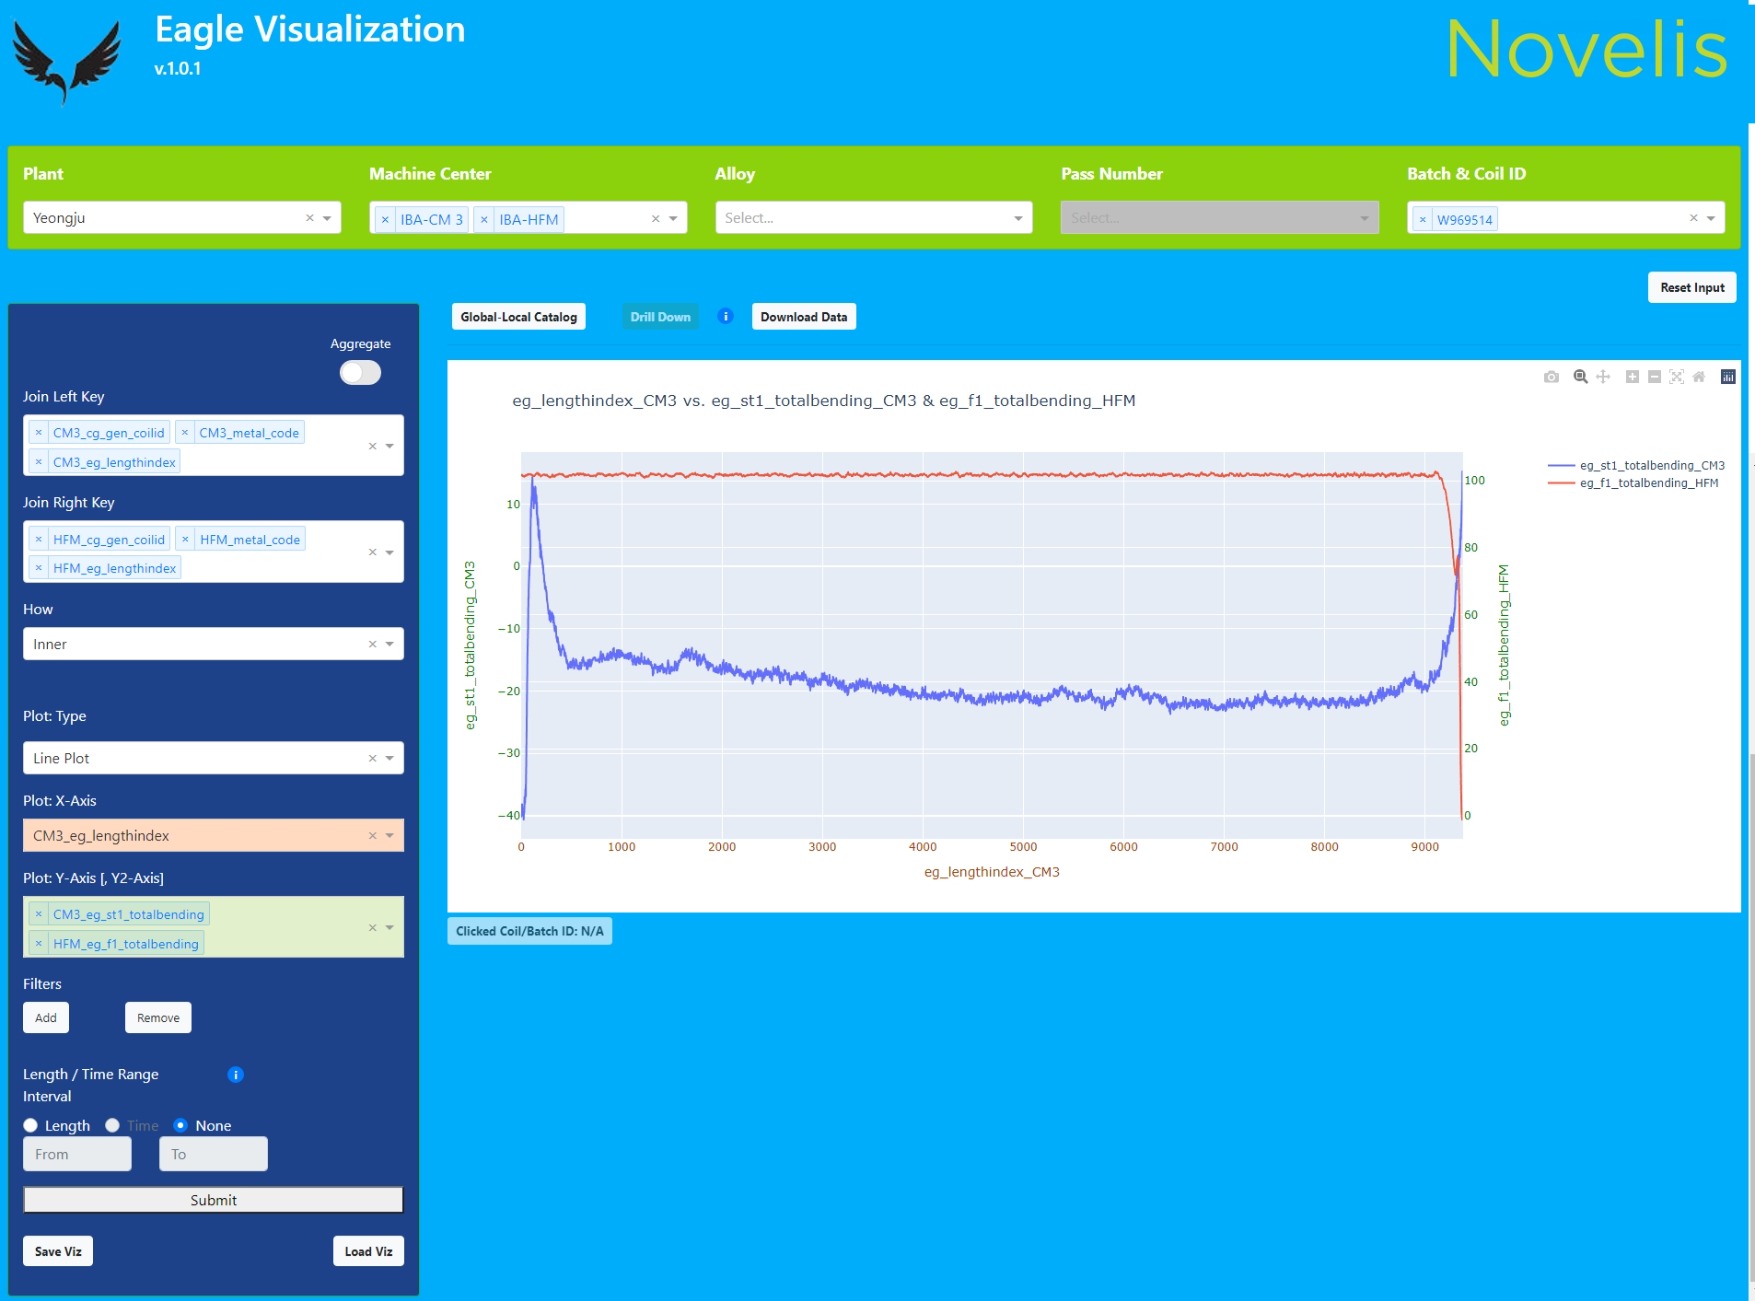 Eagle Visualization
v.1.0.1
Novelis
Plant
Machine Center
Alloy
Pass Number
Batch & Coil ID
Yeongju × 
× IBA-CM 3 × IBA-HFM ×
Select...
Select...
× W969514 ×
Reset Input
Aggregate
Join Left Key
× CM3_cg_gen_coilid × CM3_metal_code ×
× CM3_eg_lengthindex
Join Right Key
× HFM_cg_gen_coilid × HFM_metal_code ×
× HFM_eg_lengthindex
How
Inner ×
Plot: Type
Line Plot ×
Plot: X-Axis
CM3_eg_lengthindex ×
Plot: Y-Axis [, Y2-Axis]
× CM3_eg_st1_totalbending ×
× HFM_eg_f1_totalbending
Filters
Add Remove
Length / Time Range i
Interval
Length Time None
From To
Submit
Save Viz Load Viz
Global-Local Catalog Drill Down i Download Data
eg_lengthindex_CM3 vs. eg_st1_totalbending_CM3 & eg_f1_totalbending_HFM
eg_st1_totalbending_CM3
eg_f1_totalbending_HFM
eg_st1_totalbending_CM3
10
0
−10
−20
−30
−40
100
80
60
40
20
0
eg_f1_totalbending_HFM
0 1000 2000 3000 4000 5000 6000 7000 8000 9000
eg_lengthindex_CM3
Clicked Coil/Batch ID: N/A